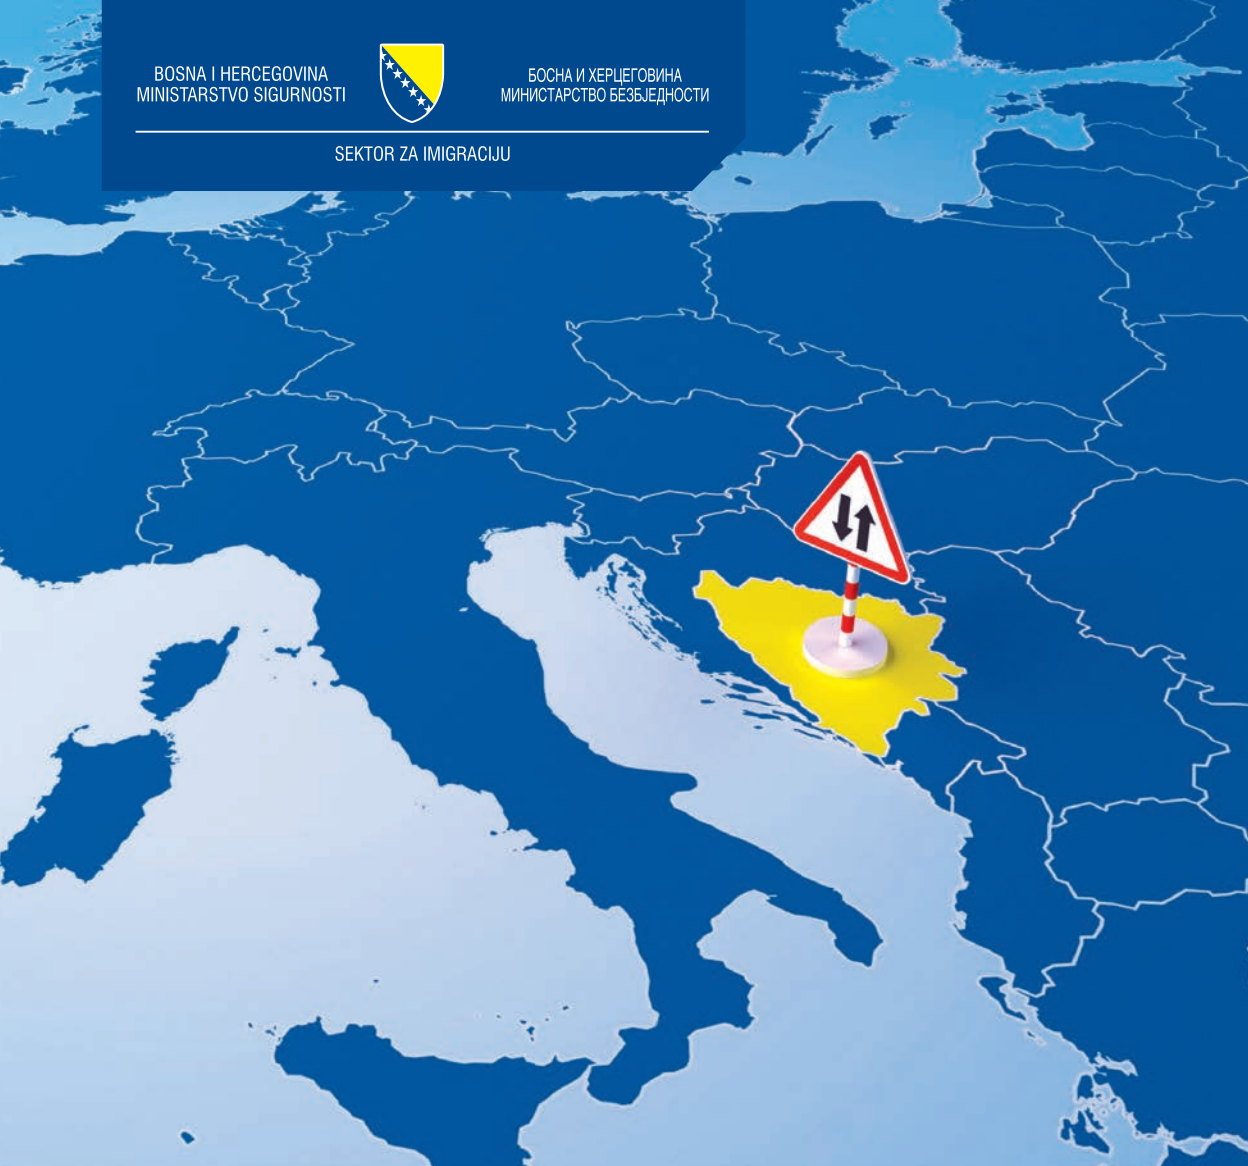 BOSNA I HERCEGOVINA
MINISTARSTVO SIGURNOSTI
БОСНА И ХЕРЦЕГОВИНА
МИНИСТАРСТВО БЕЗБЈЕДНОСТИ
SEKTOR ZA IMIGRACIJU